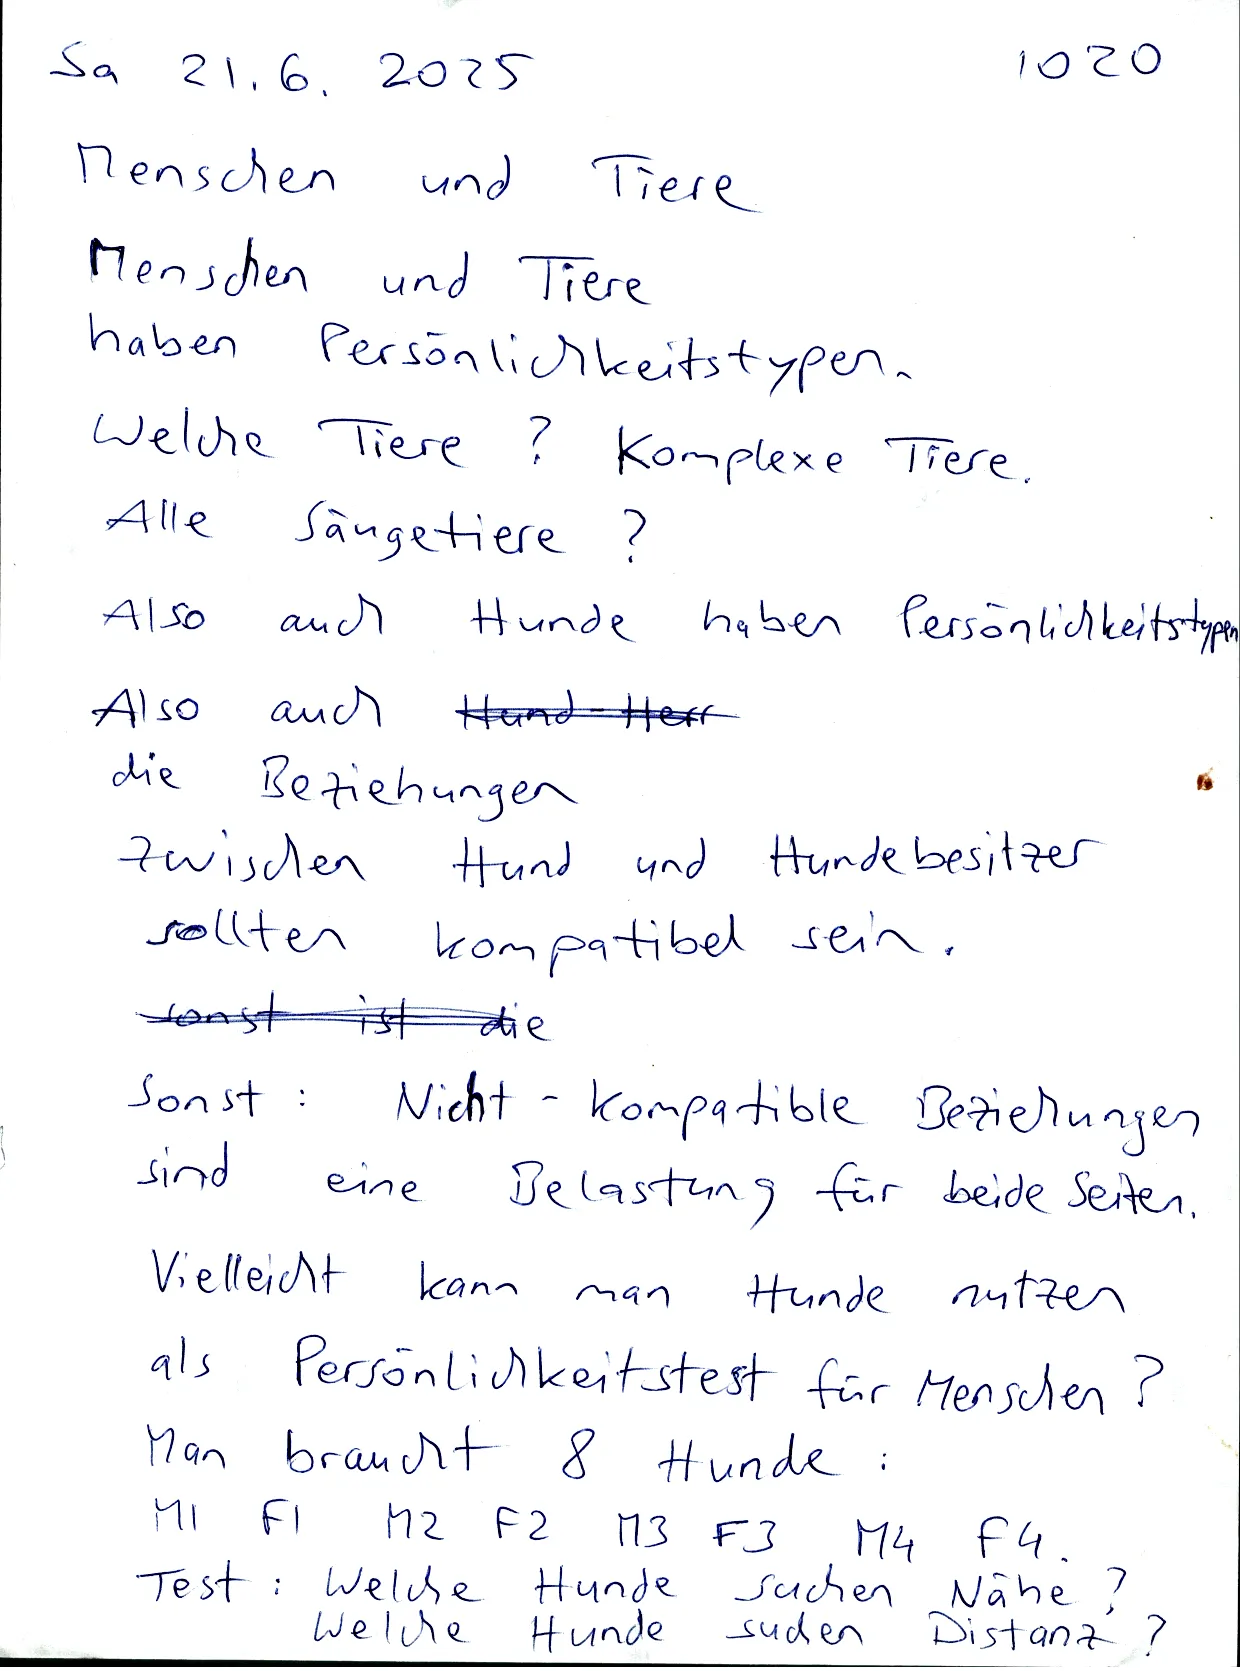 Sa 21.6. 2025 1020
Menschen und Tiere
Menschen und Tiere
haben Persönlichkeitstypen.
Welche Tiere ? Komplexe Tiere.
Alle Säugetiere ?
Also auch Hunde haben Persönlichkeitstypen
Also auch Hund-Herr
die Beziehungen
zwischen Hund und Hundebesitzer
sollten kompatibel sein.
sonst ist die
Sonst : Nicht-kompatible Beziehungen
sind eine Belastung für beide Seiten.
Vielleicht kann man Hunde nutzen
als Persönlichkeitstest für Menschen ?
Man braucht 8 Hunde :
M1 F1 M2 F2 M3 F3 M4 F4.
Test : Welche Hunde suchen Nähe ?
Welche Hunde suchen Distanz ?